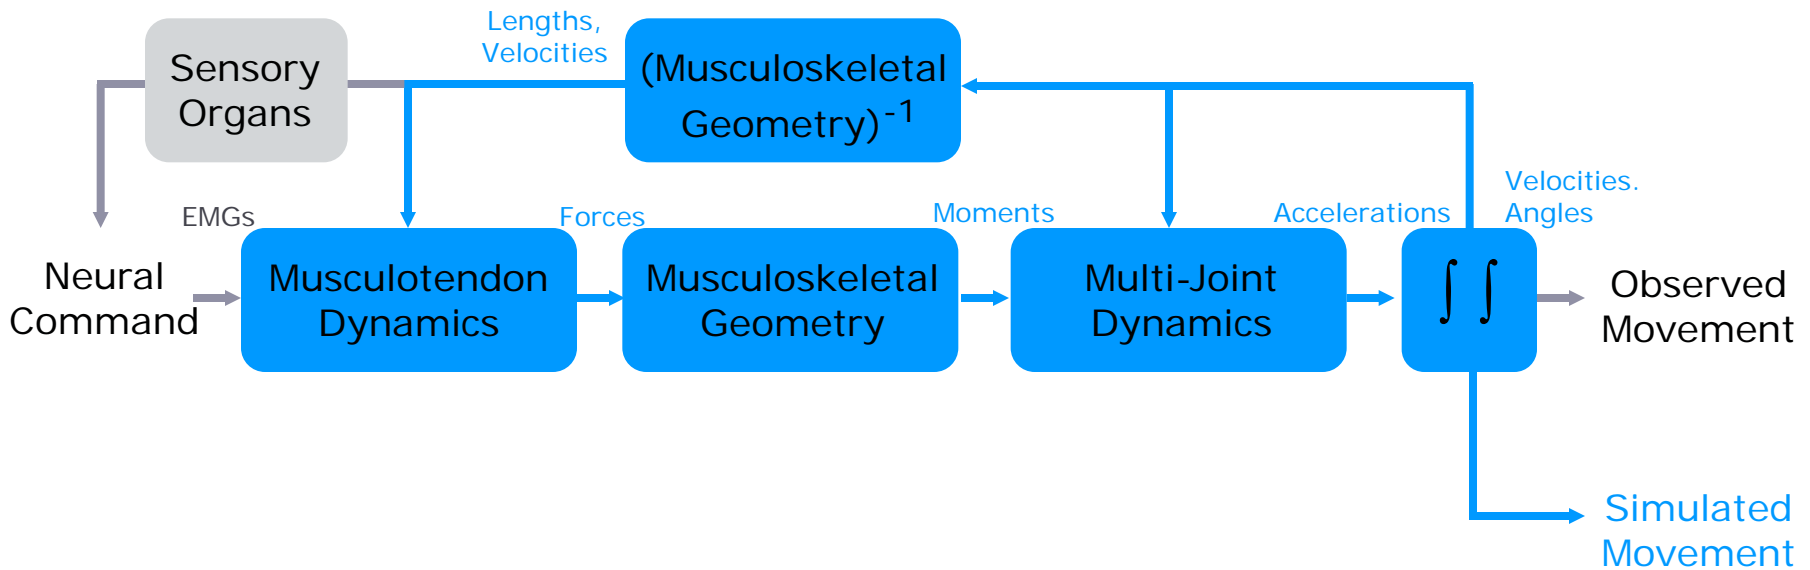 Lengths,
Velocities
Sensory
Organs
(Musculoskeletal
Geometry)⁻¹
EMGs
Forces
Moments
Accelerations
Velocities.
Angles
Neural
Command
Musculotendon
Dynamics
Musculoskeletal
Geometry
Multi-Joint
Dynamics
∫ ∫
Observed
Movement
Simulated
Movement